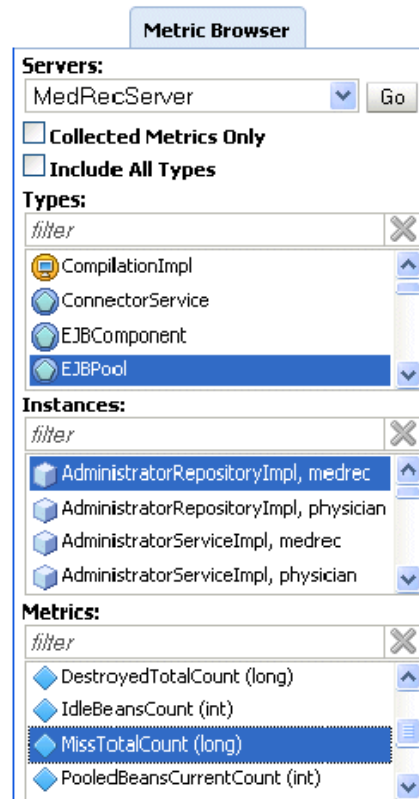 Metric Browser
Servers:
MedRecServer
Go
Collected Metrics Only
Include All Types
Types:
filter
CompilationImpl
ConnectorService
EJBComponent
EJBPool
Instances:
filter
AdministratorRepositoryImpl, medrec
AdministratorRepositoryImpl, physician
AdministratorServiceImpl, medrec
AdministratorServiceImpl, physician
Metrics:
filter
DestroyedTotalCount (long)
IdleBeansCount (int)
MissTotalCount (long)
PooledBeansCurrentCount (int)